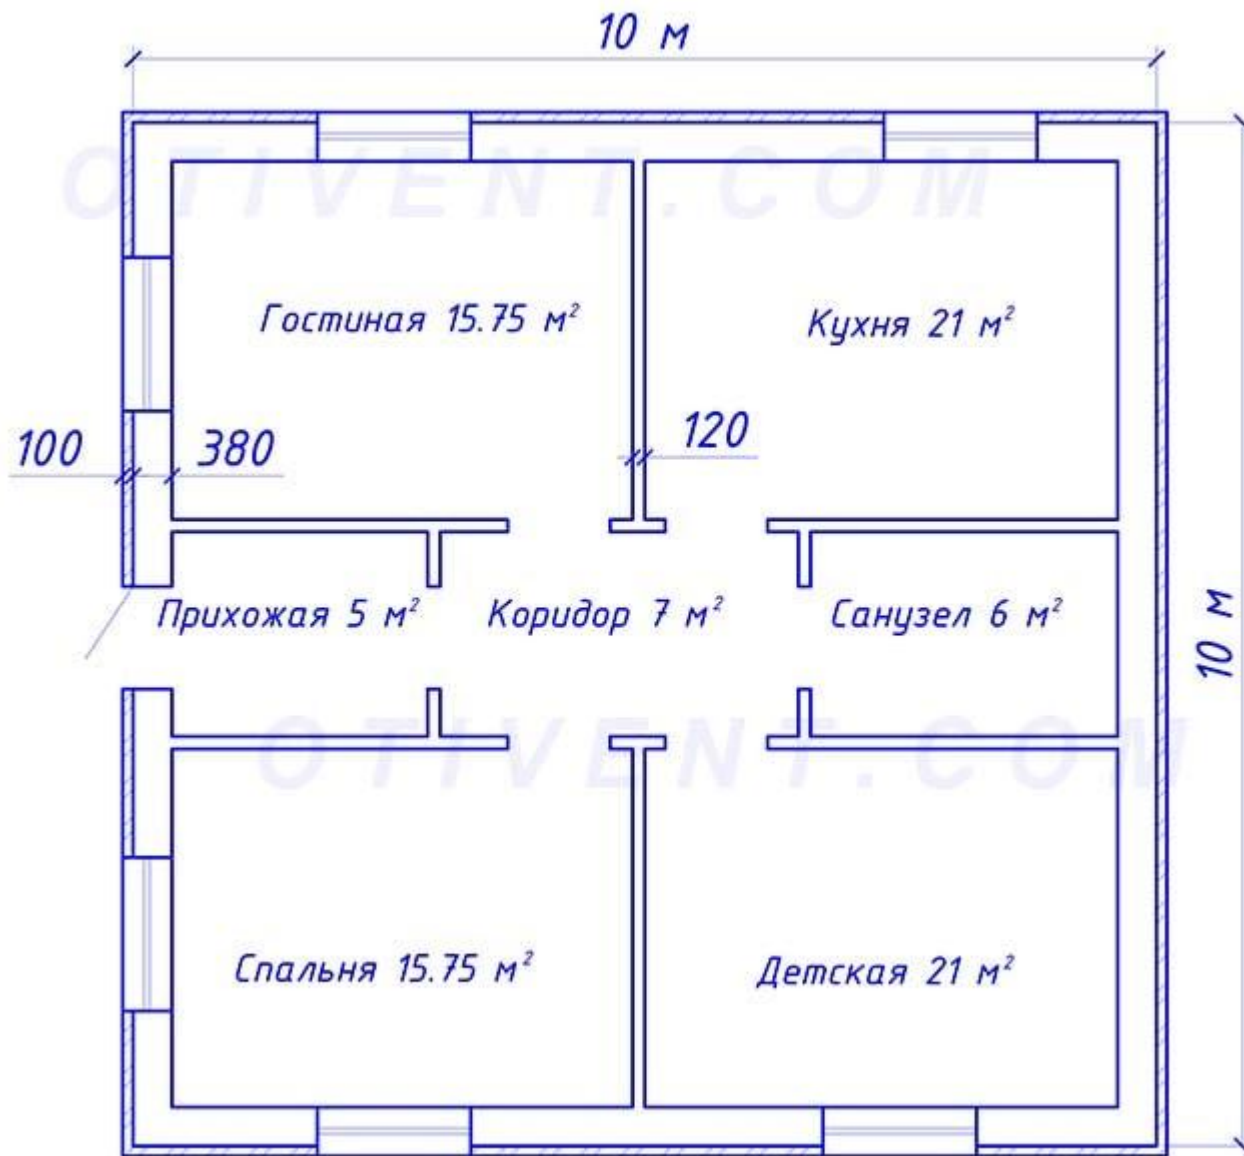 10 м
OTIVENT.COM
Гостиная 15.75 м²
Кухня 21 м²
100
380
120
Прихожая 5 м²
Коридор 7 м²
Санузел 6 м²
10 м
OTIVENT.COM
Спальня 15.75 м²
Детская 21 м²